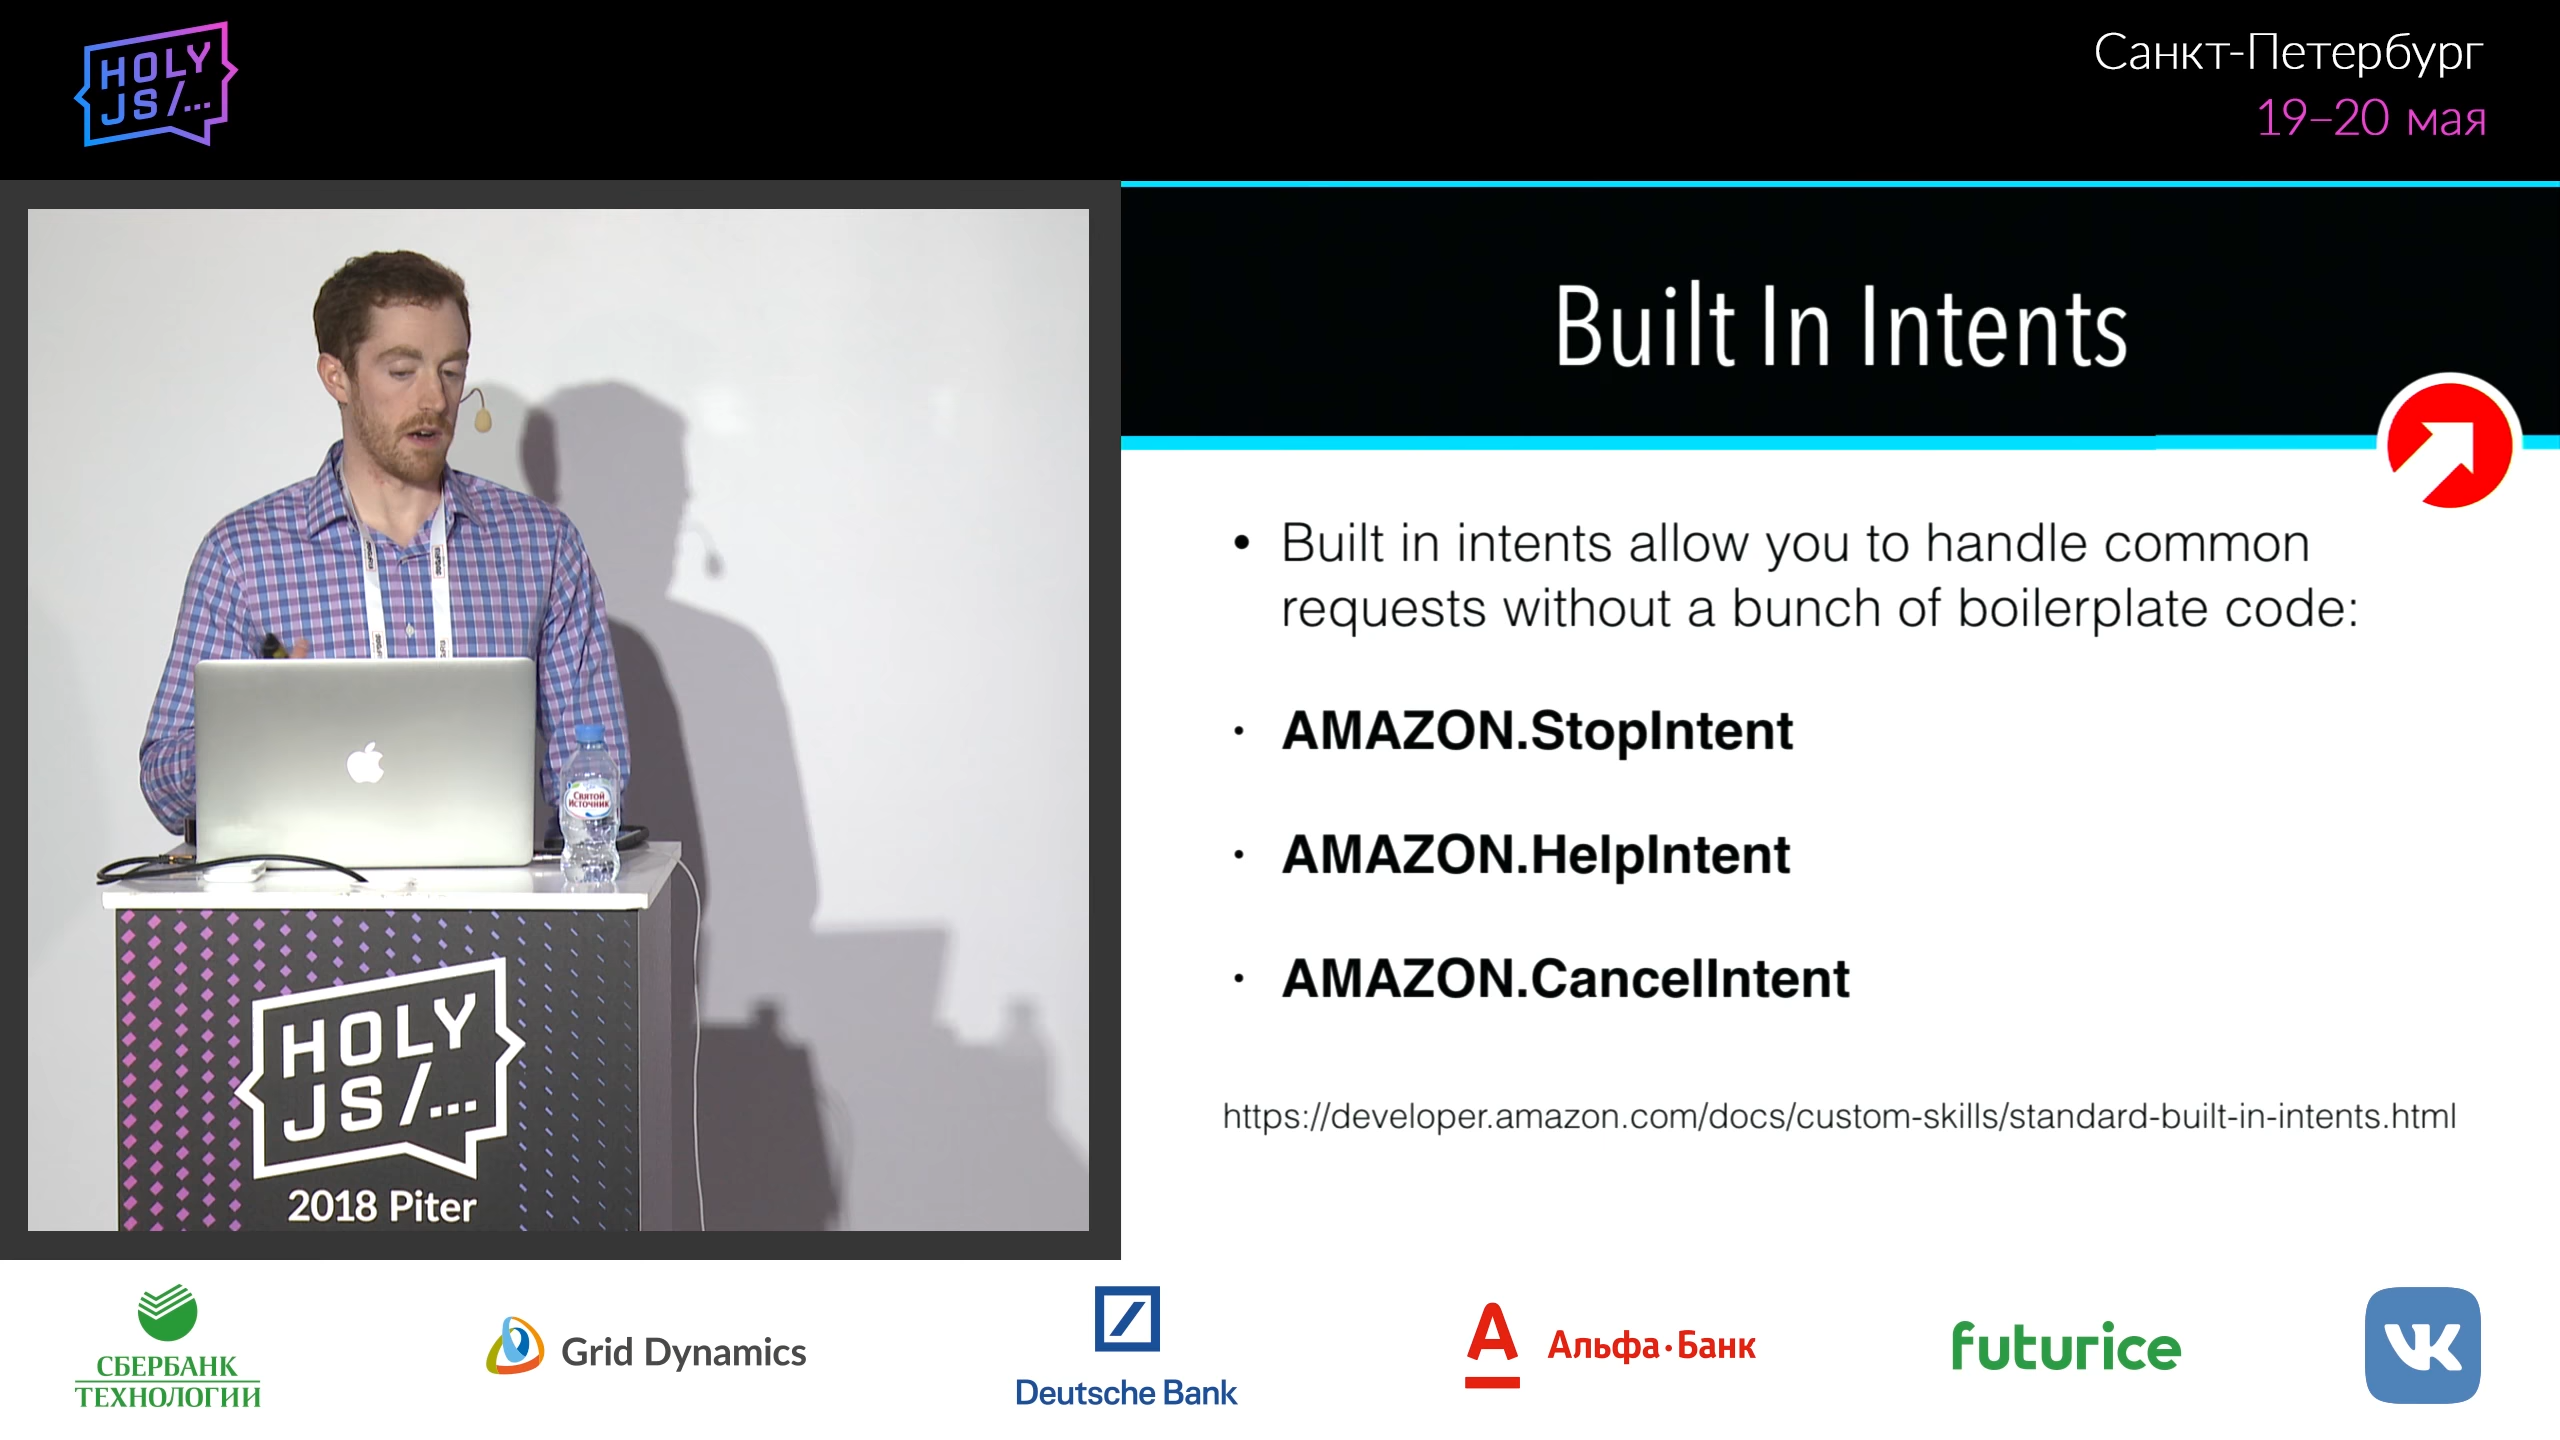 HOLY
JS/...
Санкт-Петербург
19–20 мая
Built In Intents
• Built in intents allow you to handle common
requests without a bunch of boilerplate code:
• AMAZON.StopIntent
• AMAZON.HelpIntent
• AMAZON.CancelIntent
https://developer.amazon.com/docs/custom-skills/standard-built-in-intents.html
СВЯТОЙ
ИСТОЧНИК
HOLY
JS/...
2018 Piter
СБЕРБАНК
ТЕХНОЛОГИИ
Grid Dynamics
Deutsche Bank
Альфа·Банк
futurice
VK